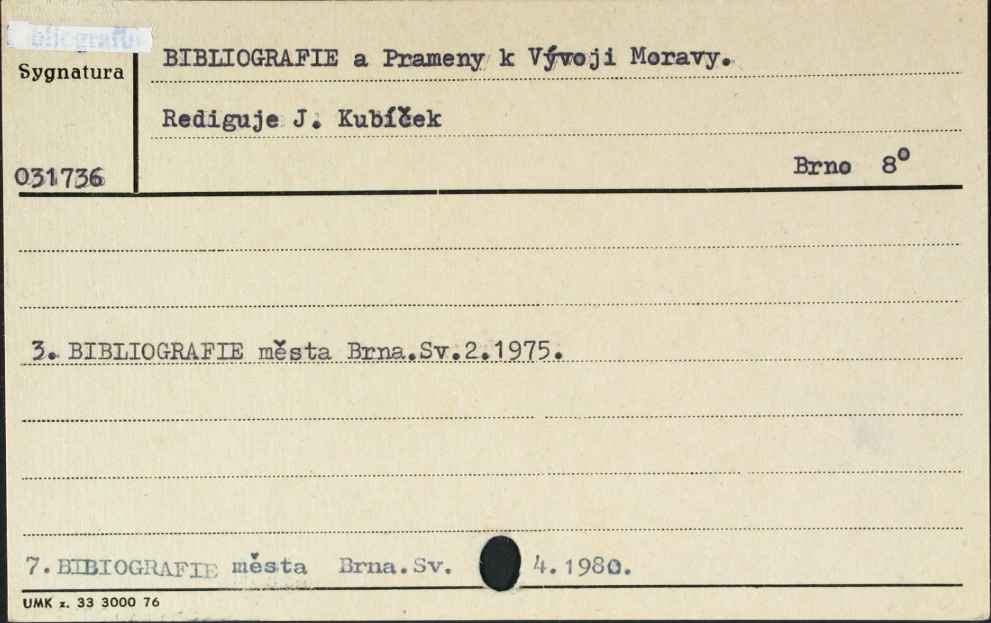 bliografie
BIBLIOGRAFIE a Prameny k Vývoji Moravy.
Sygnatura
Rediguje J. Kubíček
031736
Brno 8°
3. BIBLIOGRAFIE města Brna.Sv.2.1975.
7. BIBIOGRAFIE města Brna.Sv. 4.1980.
UMK z. 33 3000 76